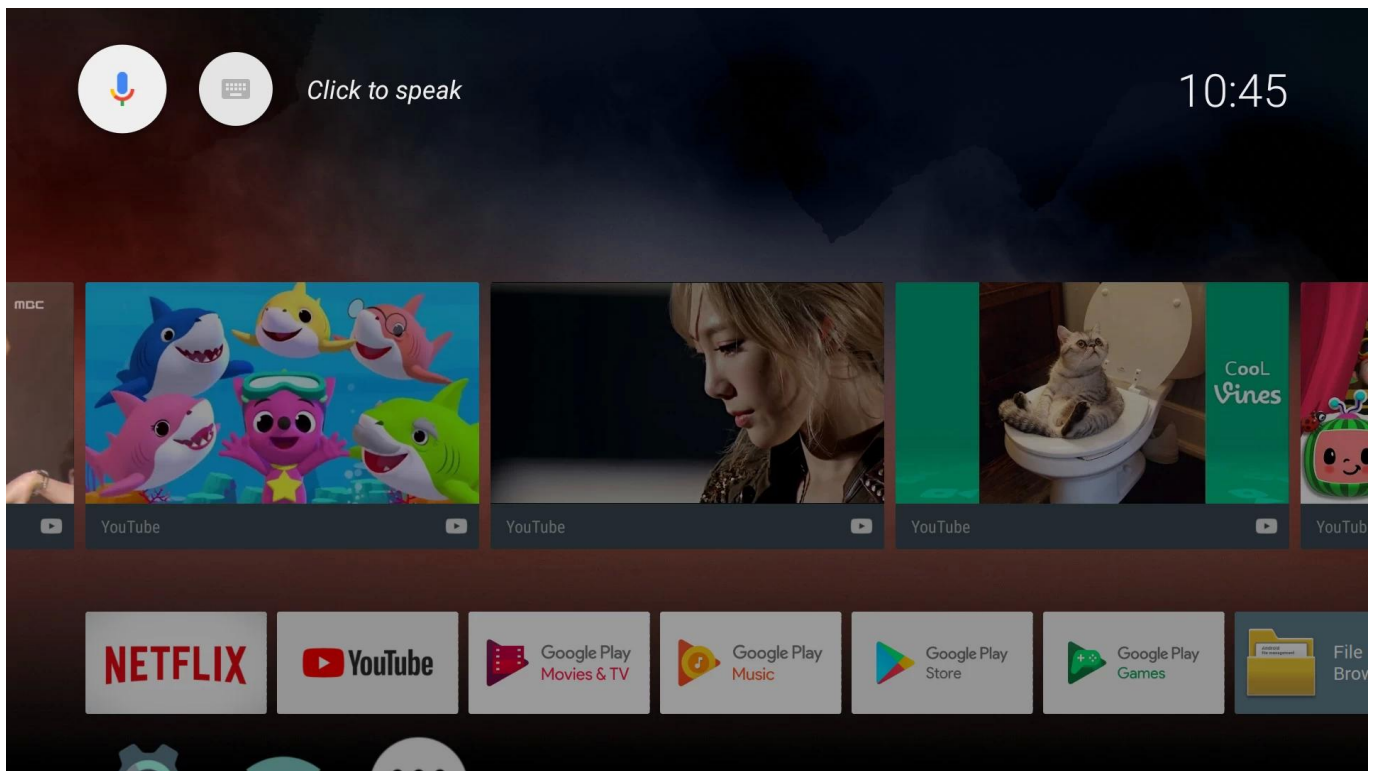 Click to speak
10:45
mbc
CooL
Vines
YouTube
YouTube
YouTube
YouTub
NETFLIX
YouTube
Google Play
Movies & TV
Google Play
Music
Google Play
Store
Google Play
Games
File
Brow